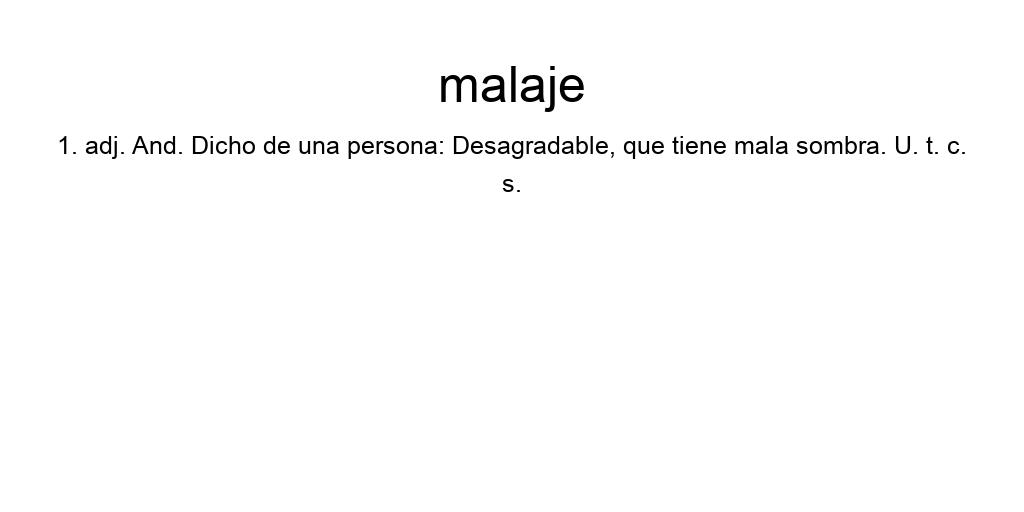 malaje
1. adj. And. Dicho de una persona: Desagradable, que tiene mala sombra. U. t. c.
s.